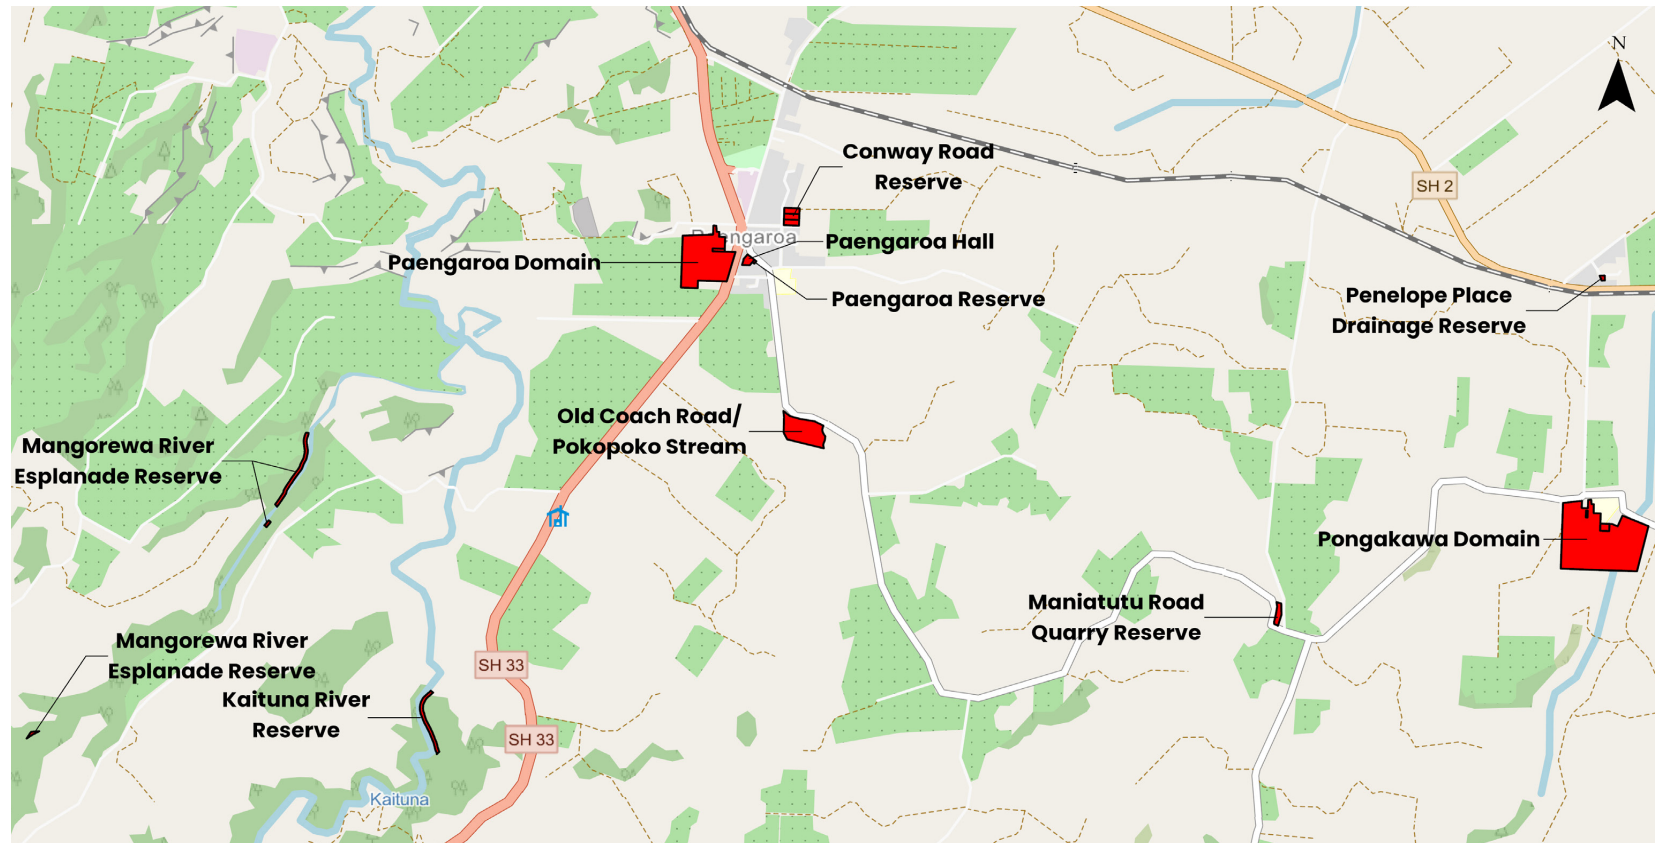 N
Conway Road
Reserve
SH 2
Paengaroa
Paengaroa Hall
Paengaroa Domain
Paengaroa Reserve
Penelope Place
Drainage Reserve
Old Coach Road/
Pokopoko Stream
Mangorewa River
Esplanade Reserve
Pongakawa Domain
Maniatutu Road
Quarry Reserve
Mangorewa River
Esplanade Reserve
SH 33
Kaituna River
Reserve
SH 33
Kaituna